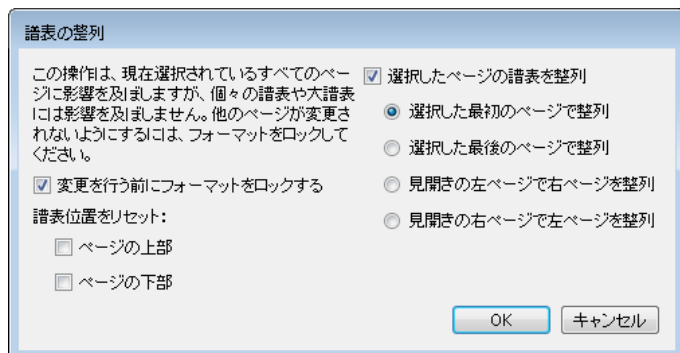 譜表の整列
この操作は、現在選択されているすべてのペー
ジに影響を及ぼしますが、個々の譜表や大譜表
には影響を及ぼしません。他のページが変更さ
れないようにするには、フォーマットをロックして
ください。
変更を行う前にフォーマットをロックする
譜表位置をリセット：
ページの上部
ページの下部
選択したページの譜表を整列
選択した最初のページで整列
選択した最後のページで整列
見開きの左ページで右ページを整列
見開きの右ページで左ページを整列
OK
キャンセル